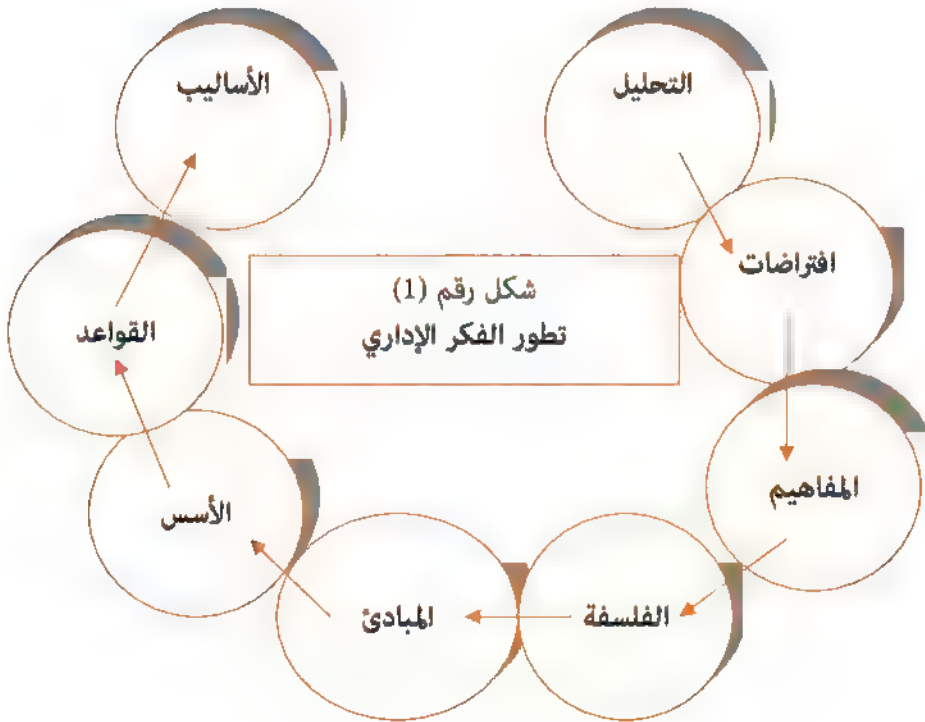 التحليل
افتراضات
المفاهيم
الفلسفة
المبادئ
الأسس
القواعد
الأساليب
شكل رقم (1)
تطور الفكر الإداري